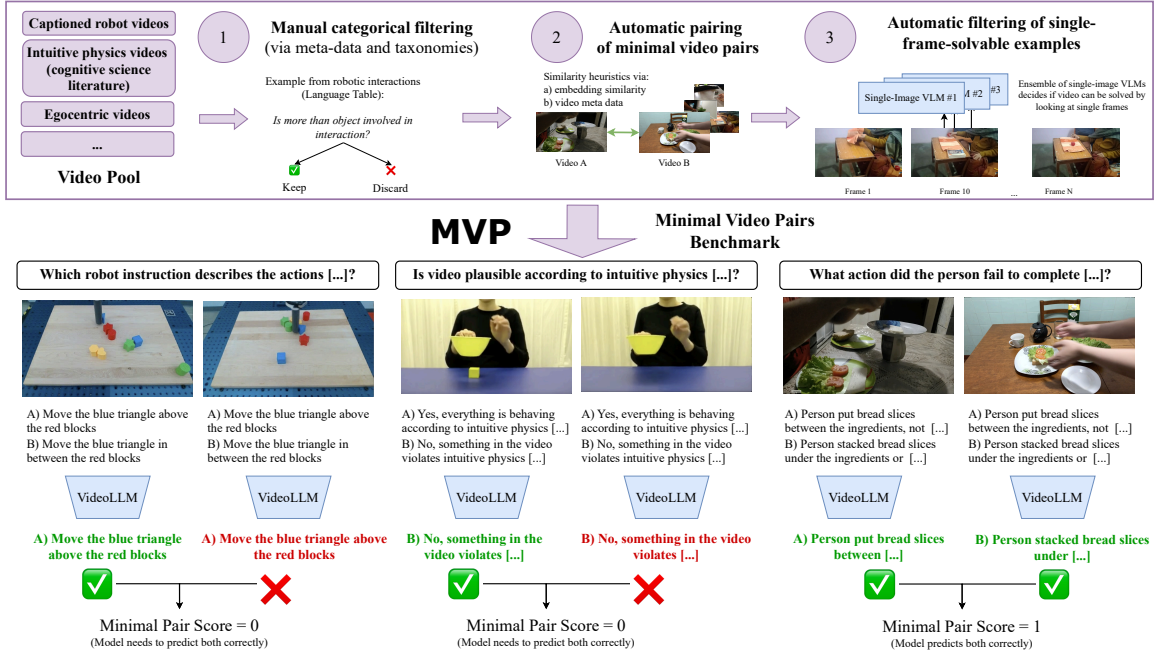 Captioned robot videos
Intuitive physics videos
(cognitive science
literature)
Egocentric videos
...
Video Pool
1
Manual categorical filtering
(via meta-data and taxonomies)
Example from robotic interactions
(Language Table):
Is more than object involved in
interaction?
Keep
Discard
2
Automatic pairing
of minimal video pairs
Similarity heuristics via:
a) embedding similarity
b) video meta data
Video A
Video B
3
Automatic filtering of single-
frame-solvable examples
Single-Image VLM #1
M #2
#3
Ensemble of single-image VLMs
decides if video can be solved by
looking at single frames
Frame 1
Frame 10
...
Frame N
MVP
Minimal Video Pairs
Benchmark
Which robot instruction describes the actions [...]?
A) Move the blue triangle above
the red blocks
B) Move the blue triangle in
between the red blocks
A) Move the blue triangle above
the red blocks
B) Move the blue triangle in
between the red blocks
VideoLLM
VideoLLM
A) Move the blue triangle
above the red blocks
A) Move the blue triangle above
the red blocks
Minimal Pair Score = 0
(Model needs to predict both correctly)
Is video plausible according to intuitive physics [...]?
A) Yes, everything is behaving
according to intuitive physics [...]
B) No, something in the video
violates intuitive physics [...]
A) Yes, everything is behaving
according to intuitive physics [...]
B) No, something in the video
violates intuitive physics [...]
VideoLLM
VideoLLM
B) No, something in the
video violates [...]
B) No, something in the video
violates [...]
Minimal Pair Score = 0
(Model needs to predict both correctly)
What action did the person fail to complete [...]?
A) Person put bread slices
between the ingredients, not [...]
B) Person stacked bread slices
under the ingredients or [...]
A) Person put bread slices
between the ingredients, not [...]
B) Person stacked bread slices
under the ingredients or [...]
VideoLLM
VideoLLM
A) Person put bread slices
between [...]
B) Person stacked bread slices
under [...]
Minimal Pair Score = 1
(Model predicts both correctly)